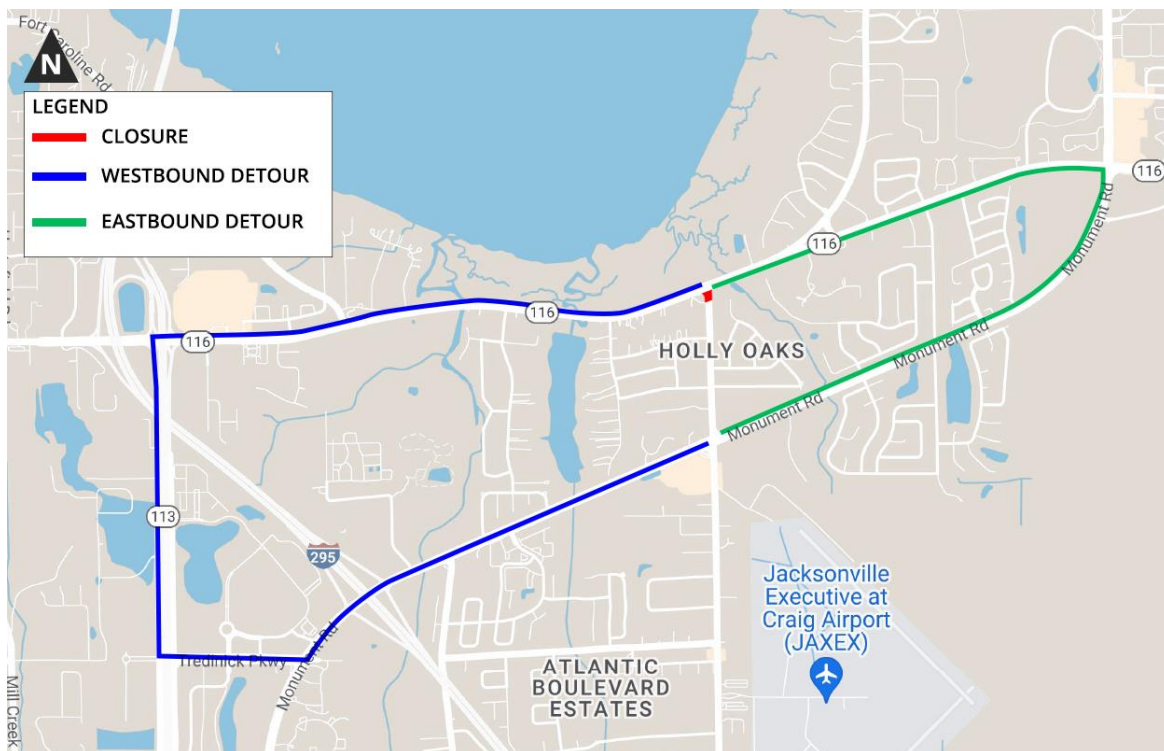 Fort Caroline Rd
N
LEGEND
CLOSURE
WESTBOUND DETOUR
EASTBOUND DETOUR
116
116
116
116
Monument Rd
Monument Rd
Monument Rd
HOLLY OAKS
113
295
Tredinick Pkwy
Monument Rd
Mill Creek
ATLANTIC
BOULEVARD
ESTATES
Jacksonville
Executive at
Craig Airport
(JAXEX)